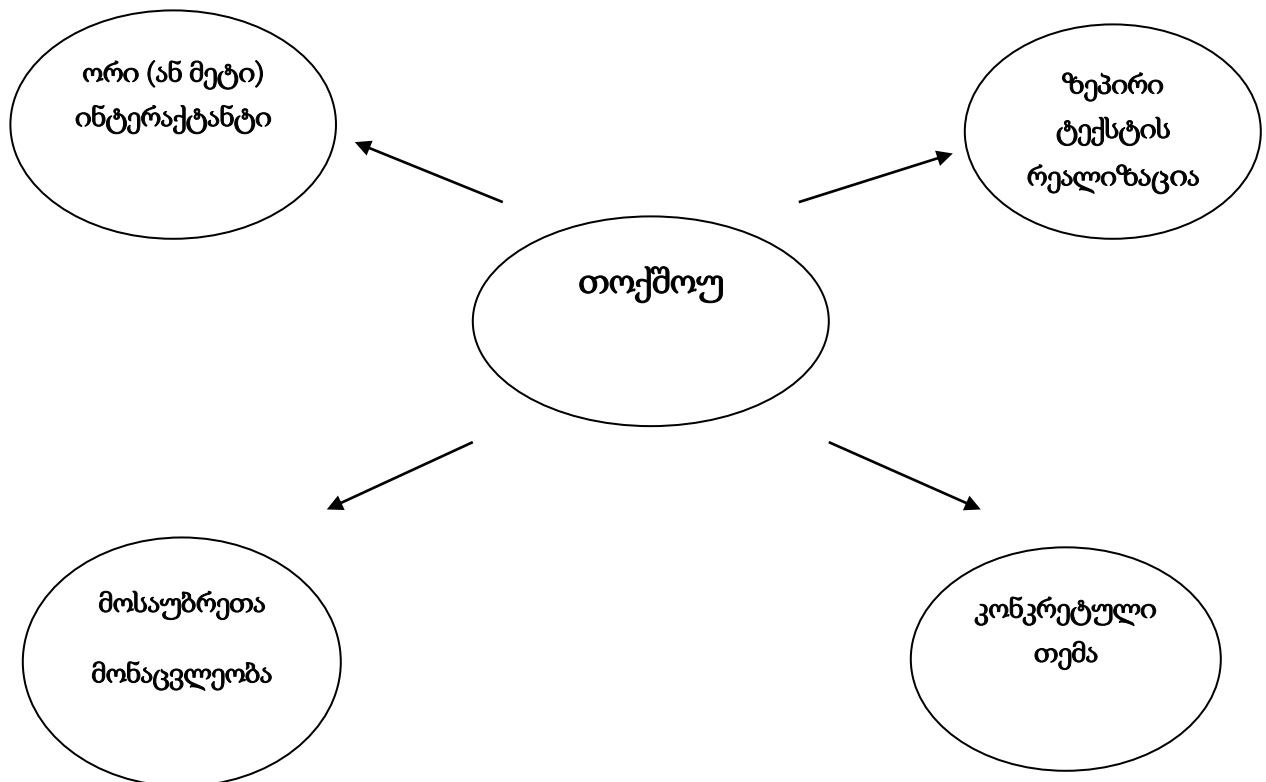 ორი (ან მეტი)
ინტერაქტანტი
ზეპირი
ტექსტის
რეალიზაცია
თოქშოუ
მოსაუბრეთა
მონაცვლეობა
კონკრეტული
თემა